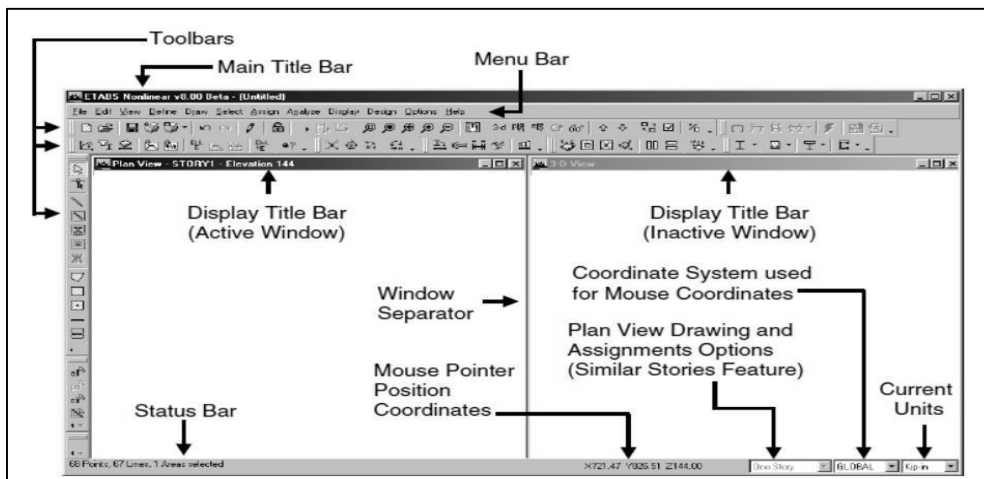 Toolbars
Main Title Bar
Menu Bar
ETABS Nonlinear v8.00 Beta - (Untitled)
File Edit View Define Draw Select Assign Analyze Display Design Options Help
3-d
Plan View - STORY1 - Elevation 144
3-D View
Display Title Bar
(Active Window)
Display Title Bar
(Inactive Window)
Coordinate System used
for Mouse Coordinates
Window
Separator
Plan View Drawing and
Assignments Options
(Similar Stories Feature)
Mouse Pointer
Position
Coordinates
Current
Units
Status Bar
68 Points, 67 Lines, 1 Areas selected
X721.47 Y826.51 Z144.00
One Story
GLOBAL
Kip-in